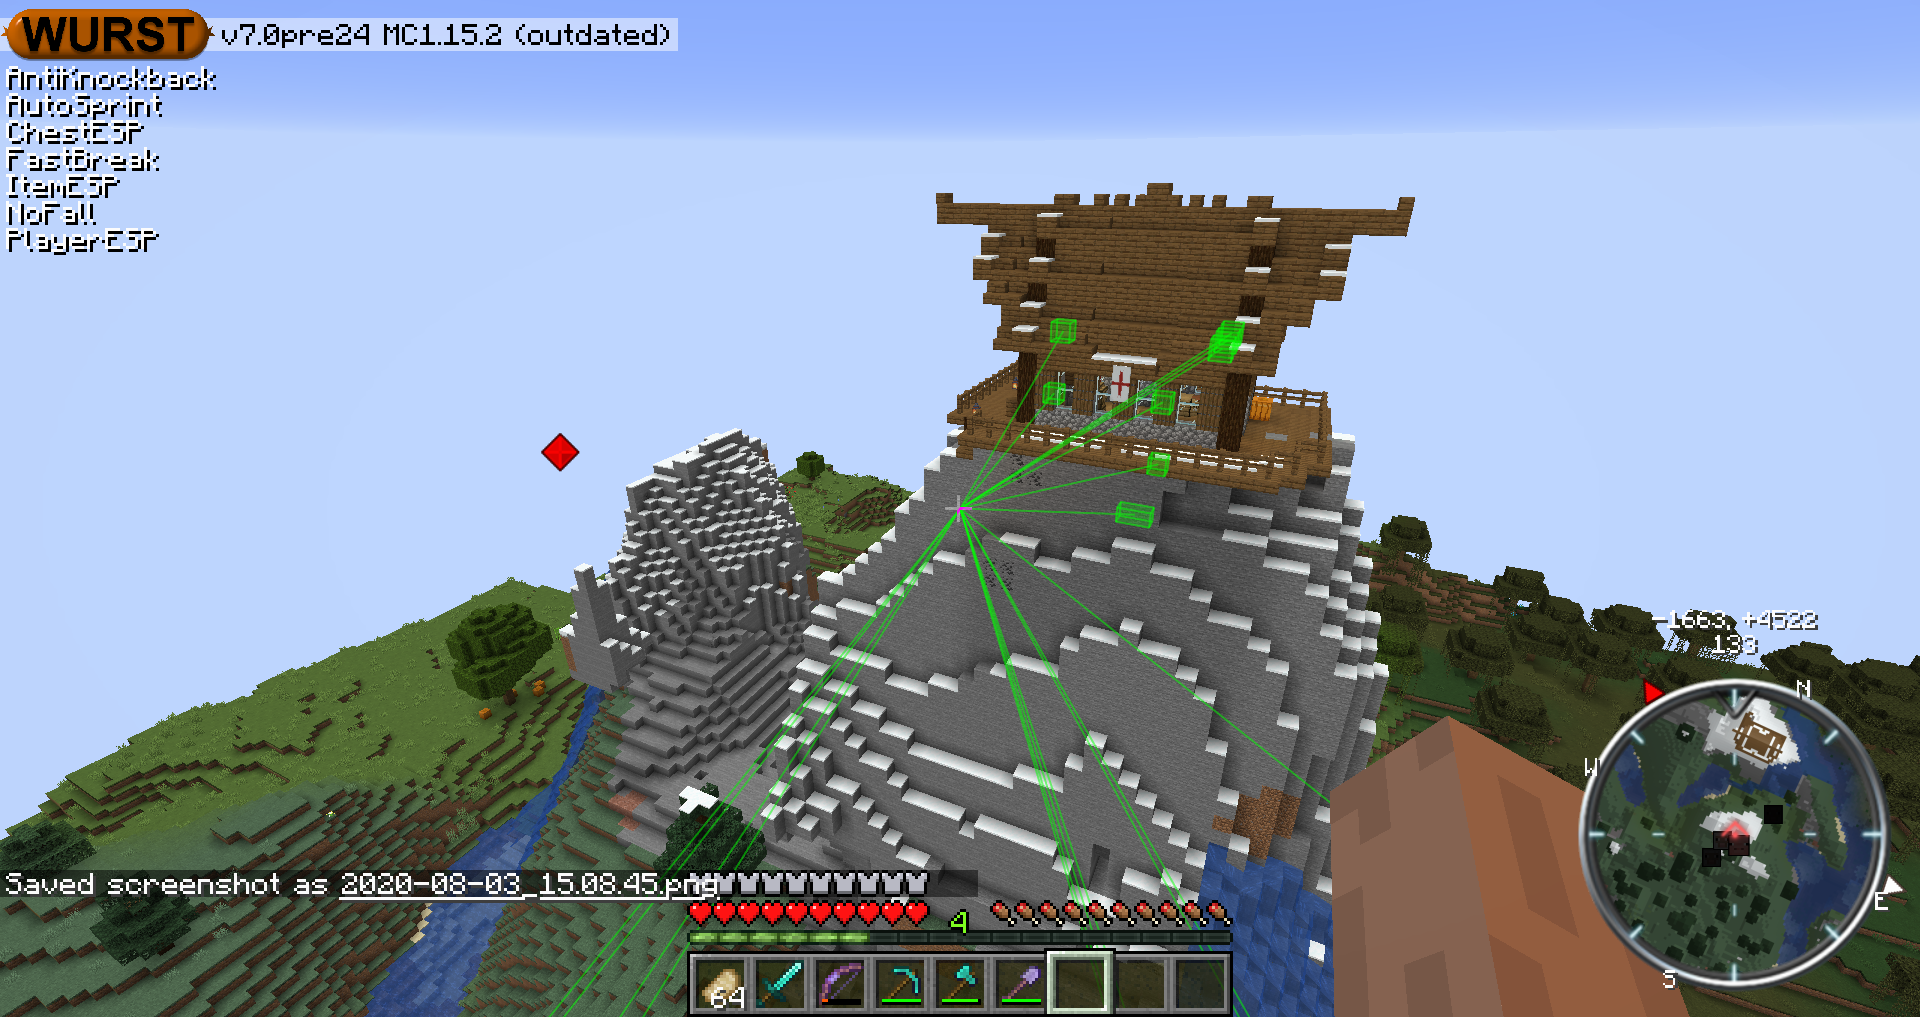 WURST v7.0pre24 MC1.15.2 (outdated)
AntiKnockback
AutoSprint
ChestESP
FastBreak
ItemESP
NoFall
PlayerESP
-1663, +4522
139
N
W
E
S
Saved screenshot as 2020-08-03_15.08.45.png
4
64